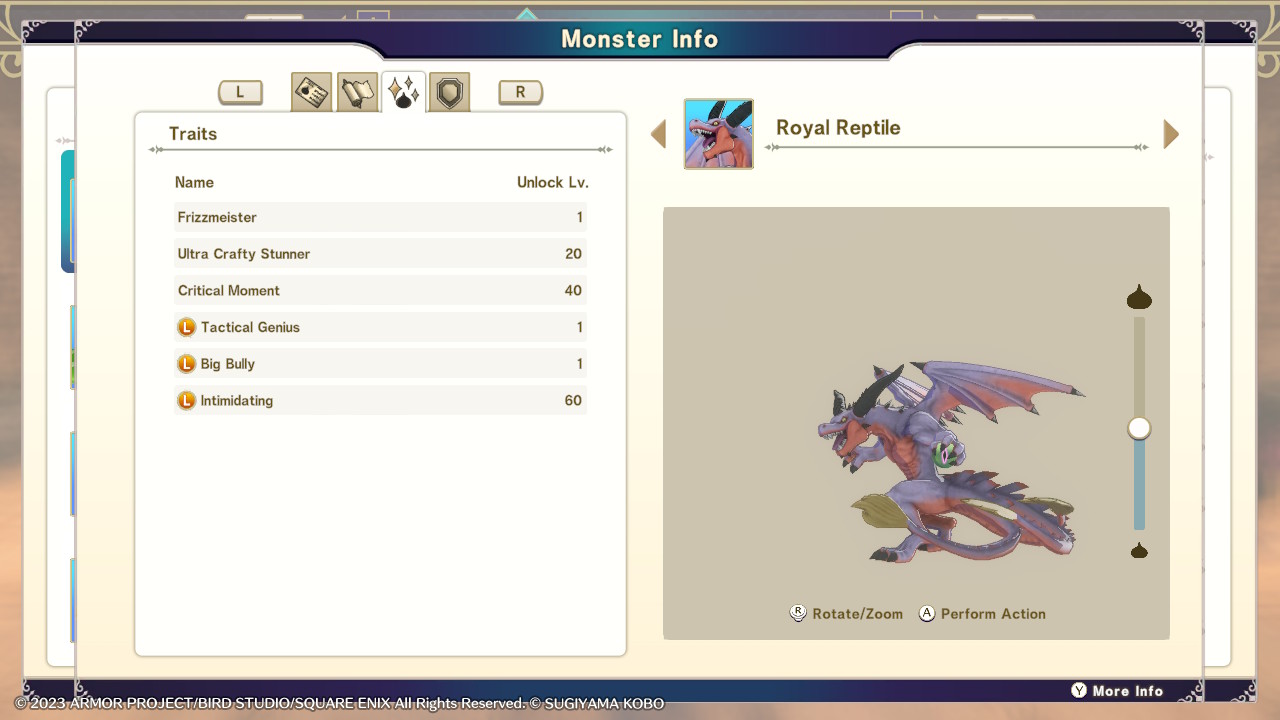 Monster Info
L
R
Traits
Royal Reptile
Name Unlock Lv.
Frizzmeister 1
Ultra Crafty Stunner 20
Critical Moment 40
L Tactical Genius 1
L Big Bully 1
L Intimidating 60
R Rotate/Zoom A Perform Action
Y More Info
© 2023 ARMOR PROJECT/BIRD STUDIO/SQUARE ENIX All Rights Reserved. © SUGIYAMA KOBO